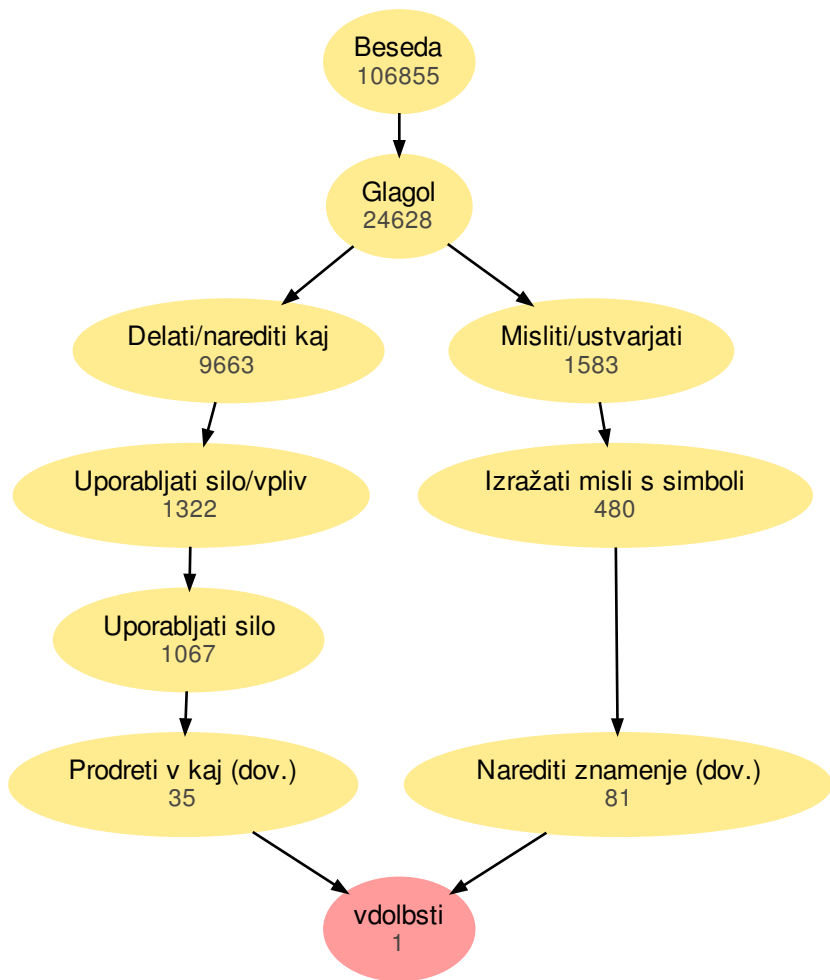 Beseda
106855
Glagol
24628
Delati/narediti kaj
9663
Misliti/ustvarjati
1583
Uporabljati silo/vpliv
1322
Izražati misli s simboli
480
Uporabljati silo
1067
Prodreti v kaj (dov.)
35
Narediti znamenje (dov.)
81
vdolbsti
1